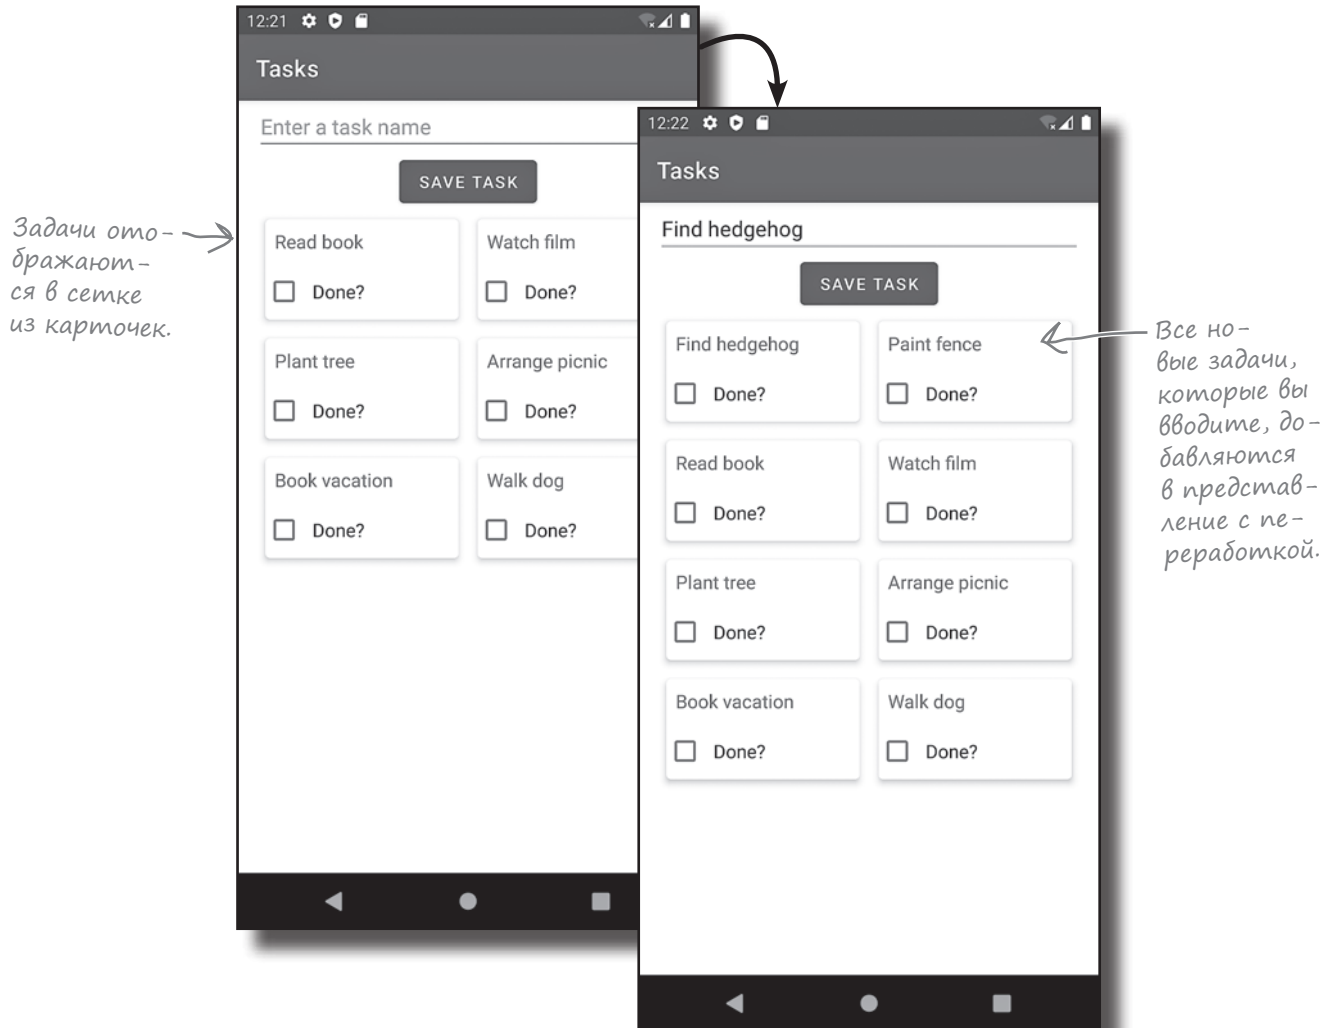 12:21
Tasks
Enter a task name
SAVE TASK
Read book
Watch film
Done?
Done?
Plant tree
Arrange picnic
Done?
Done?
Book vacation
Walk dog
Done?
Done?
Задачи ото-
бражают-
ся в сетке
из карточек.
12:22
Tasks
Find hedgehog
SAVE TASK
Find hedgehog
Paint fence
Done?
Done?
Read book
Watch film
Done?
Done?
Plant tree
Arrange picnic
Done?
Done?
Book vacation
Walk dog
Done?
Done?
Все но-
вые задачи,
которые вы
вводите, до-
бавляются
в представ-
ление с пе-
реработкой.